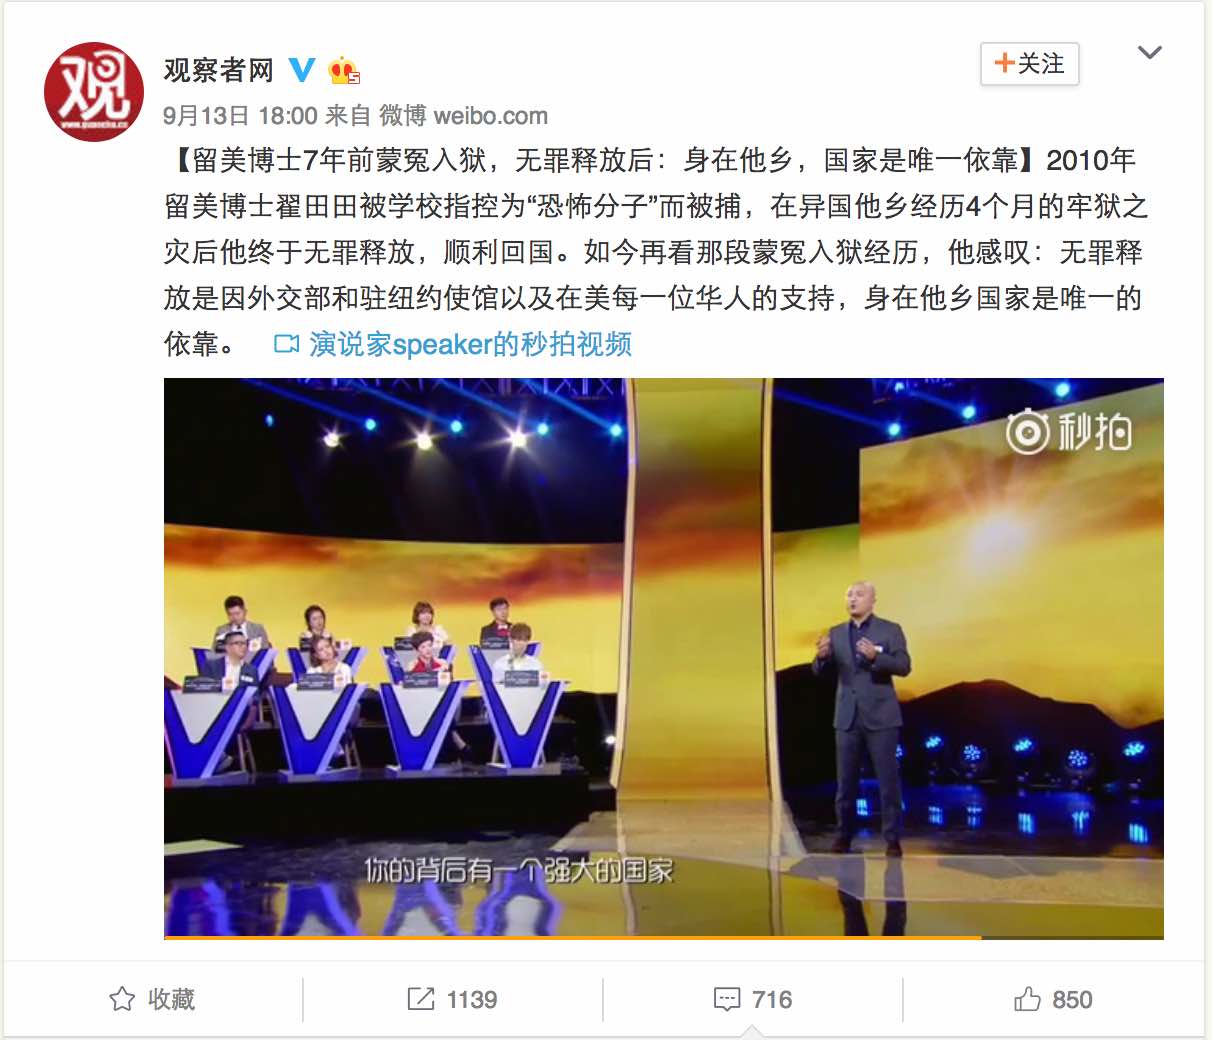 观
www.guancha.cn
观察者网
5
+关注
9月13日 18:00 来自 微博 weibo.com
【留美博士7年前蒙冤入狱，无罪释放后：身在他乡，国家是唯一依靠】2010年
留美博士翟田田被学校指控为“恐怖分子”而被捕，在异国他乡经历4个月的牢狱之
灾后他终于无罪释放，顺利回国。如今再看那段蒙冤入狱经历，他感叹：无罪释
放是因外交部和驻纽约使馆以及在美每一位华人的支持，身在他乡国家是唯一的
依靠。 演说家speaker的秒拍视频
秒拍
你的背后有一个强大的国家
收藏
1139
716
850